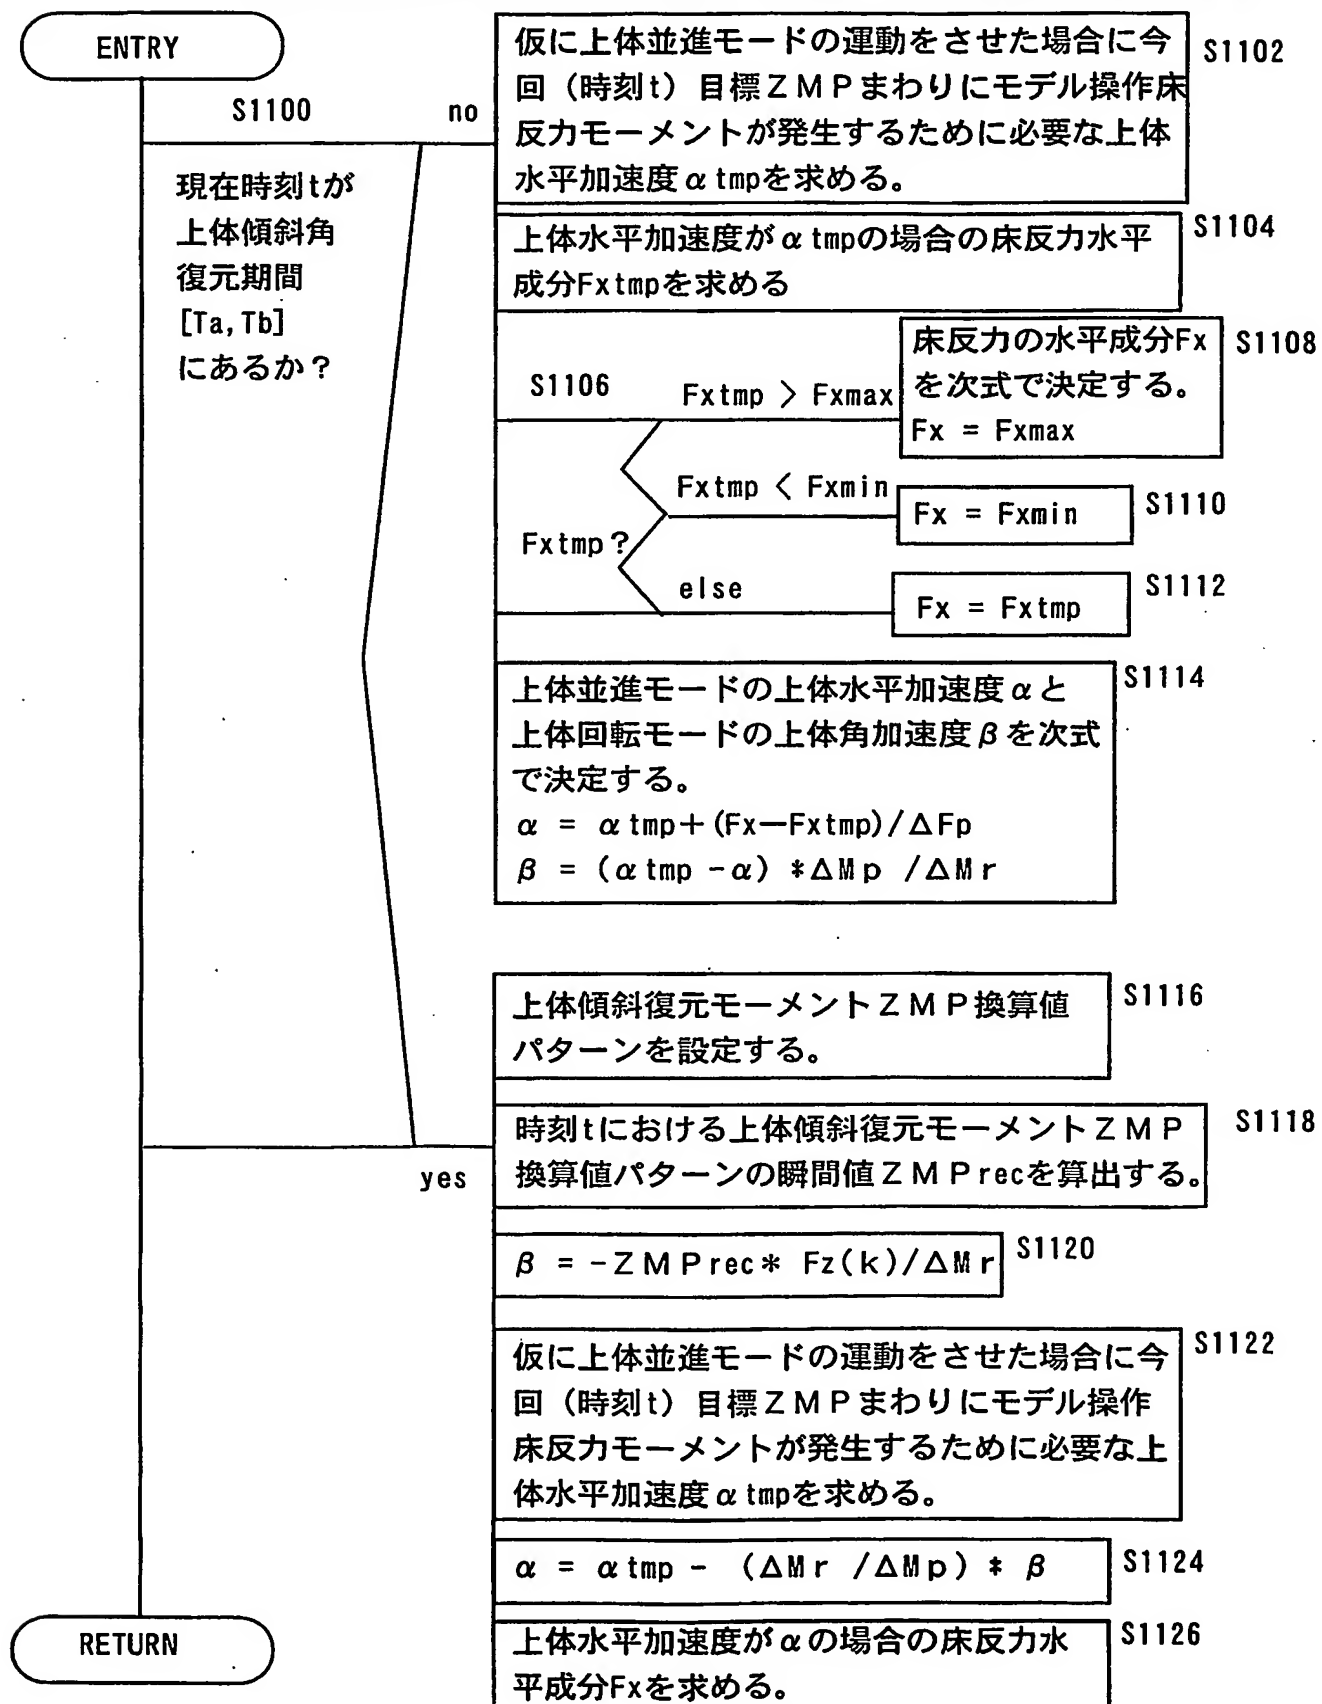 ENTRY
S1100
no
現在時刻tが
上体傾斜角
復元期間
[Ta,Tb]
にあるか？
仮に上体並進モードの運動をさせた場合に今
回（時刻t）目標ＺＭＰまわりにモデル操作床
反力モーメントが発生するために必要な上体
水平加速度αtmpを求める。
S1102
上体水平加速度がαtmpの場合の床反力水平
成分Fxtmpを求める
S1104
S1106
Fxtmp？
Fxtmp > Fxmax
床反力の水平成分Fx
を次式で決定する。
Fx = Fxmax
S1108
Fxtmp < Fxmin
Fx = Fxmin
S1110
else
Fx = Fxtmp
S1112
上体並進モードの上体水平加速度αと
上体回転モードの上体角加速度βを次式
で決定する。
α = αtmp＋(Fx―Fxtmp)/ΔFp
β = (αtmp -α) *ΔMp /ΔMr
S1114
yes
上体傾斜復元モーメントＺＭＰ換算値
パターンを設定する。
S1116
時刻tにおける上体傾斜復元モーメントＺＭＰ
換算値パターンの瞬間値ＺＭＰrecを算出する。
S1118
β = -ＺＭＰrec* Fz(k)/ΔMr
S1120
仮に上体並進モードの運動をさせた場合に今
回（時刻t）目標ＺＭＰまわりにモデル操作
床反力モーメントが発生するために必要な上
体水平加速度αtmpを求める。
S1122
α = αtmp - (ΔMr /ΔMp) * β
S1124
上体水平加速度がαの場合の床反力水
平成分Fxを求める。
S1126
RETURN